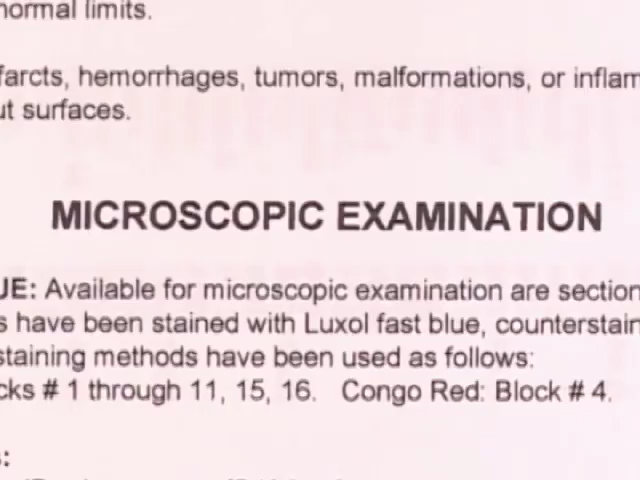 normal limits.
farcts, hemorrhages, tumors, malformations, or inflam
ut surfaces.
MICROSCOPIC EXAMINATION
UE: Available for microscopic examination are section
s have been stained with Luxol fast blue, counterstain
staining methods have been used as follows:
cks # 1 through 11, 15, 16. Congo Red: Block # 4.
s: